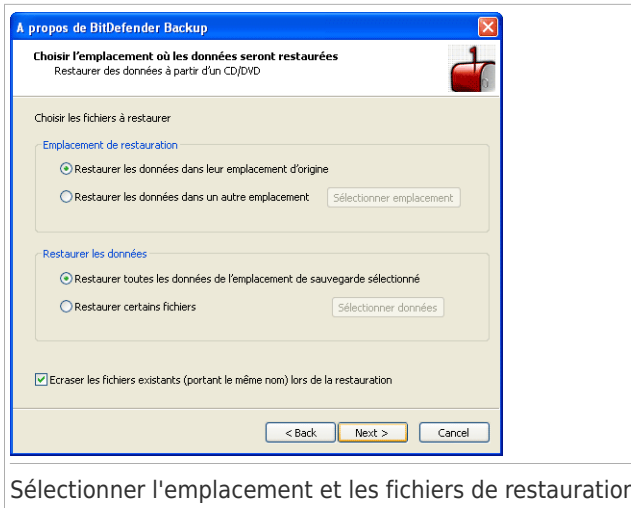 A propos de BitDefender Backup
Choisir l'emplacement où les données seront restaurées
Restaurer des données à partir d'un CD/DVD
Choisir les fichiers à restaurer
Emplacement de restauration
Restaurer les données dans leur emplacement d'origine
Restaurer les données dans un autre emplacement
Sélectionner emplacement
Restaurer les données
Restaurer toutes les données de l'emplacement de sauvegarde sélectionné
Restaurer certains fichiers
Sélectionner données
Ecraser les fichiers existants (portant le même nom) lors de la restauration
< Back
Next >
Cancel
Sélectionner l'emplacement et les fichiers de restauration